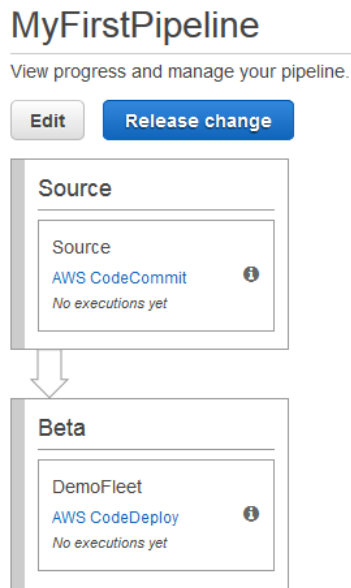 MyFirstPipeline
View progress and manage your pipeline.
Edit
Release change
Source
Source
AWS CodeCommit
No executions yet
Beta
DemoFleet
AWS CodeDeploy
No executions yet